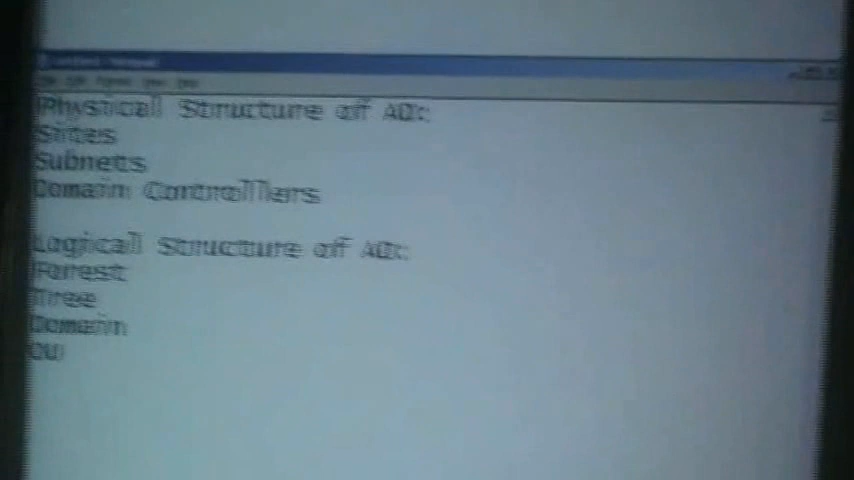 Physical Structure of AD:
Sites
Subnets
Domain Controllers
Logical Structure of AD:
Forest
Tree
Domain
OU